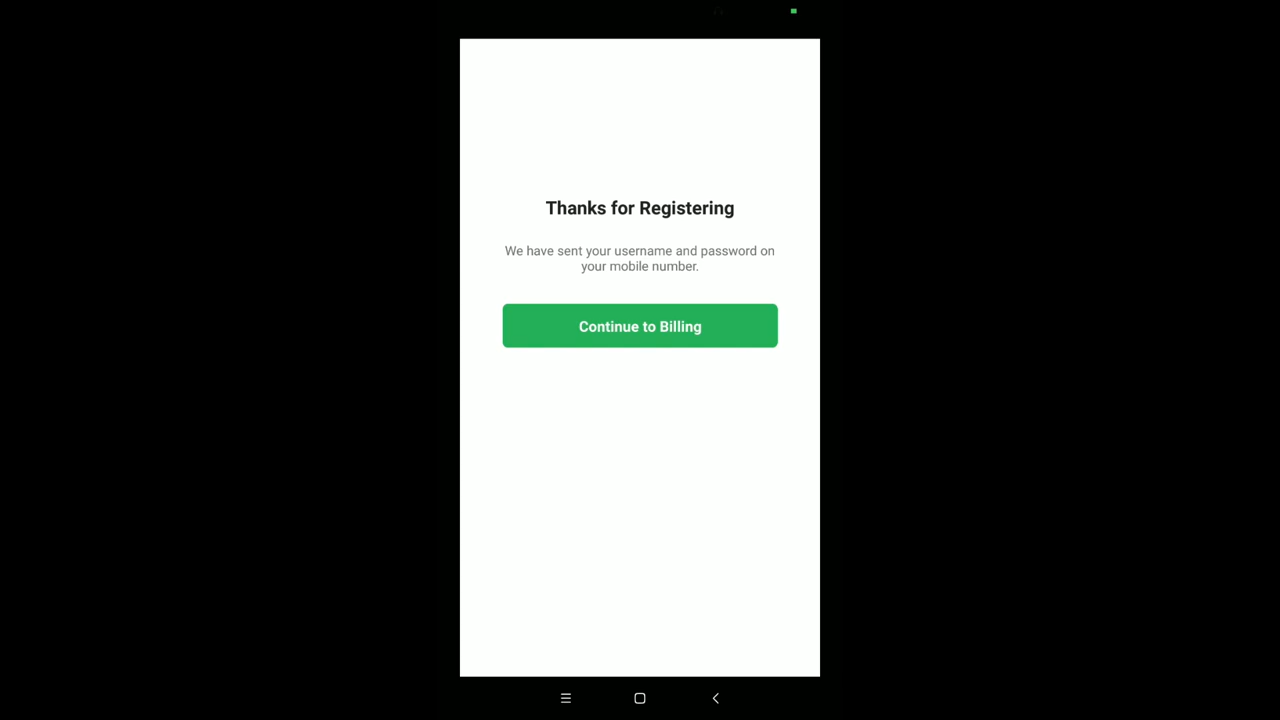 Thanks for Registering
We have sent your username and password on
your mobile number.
Continue to Billing